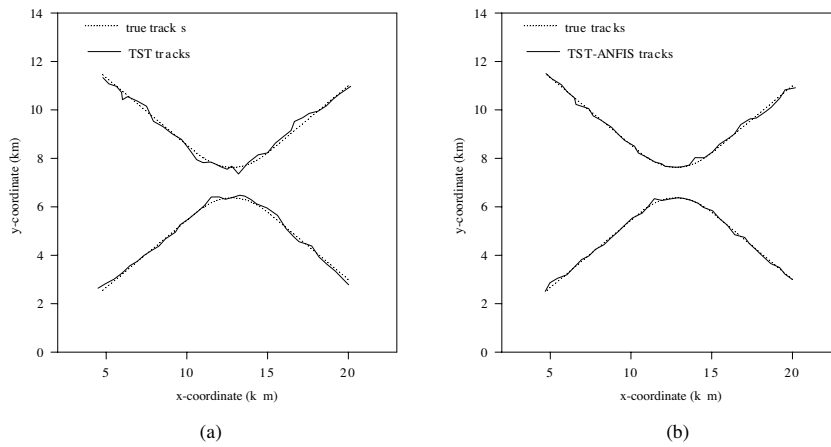 14
12
10
8
6
4
2
0
y-coordinate (km)
true track s
TST tracks
5 10 15 20
x-coordinate (k m)
(a)
14
12
10
8
6
4
2
0
y-coordinate (km)
true tracks
TST-ANFIS tracks
5 10 15 20
x-coordinate (k m)
(b)